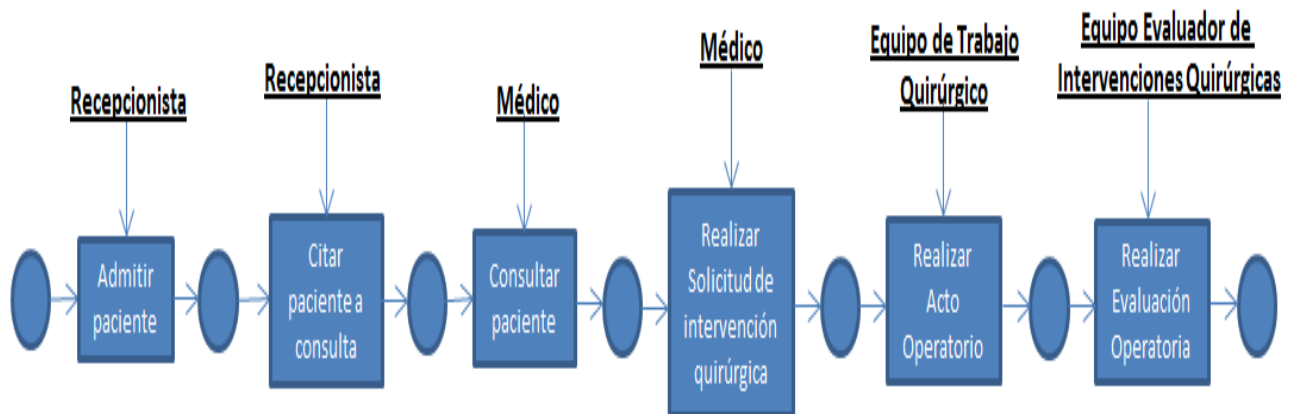 Recepcionista
Recepcionista
Médico
Médico
Equipo de Trabajo
Quirúrgico
Equipo Evaluador de
Intervenciones Quirúrgicas
Admitir
paciente
Citar
paciente a
consulta
Consultar
paciente
Realizar
Solicitud de
intervención
quirúrgica
Realizar
Acto
Operatorio
Realizar
Evaluación
Operatoria